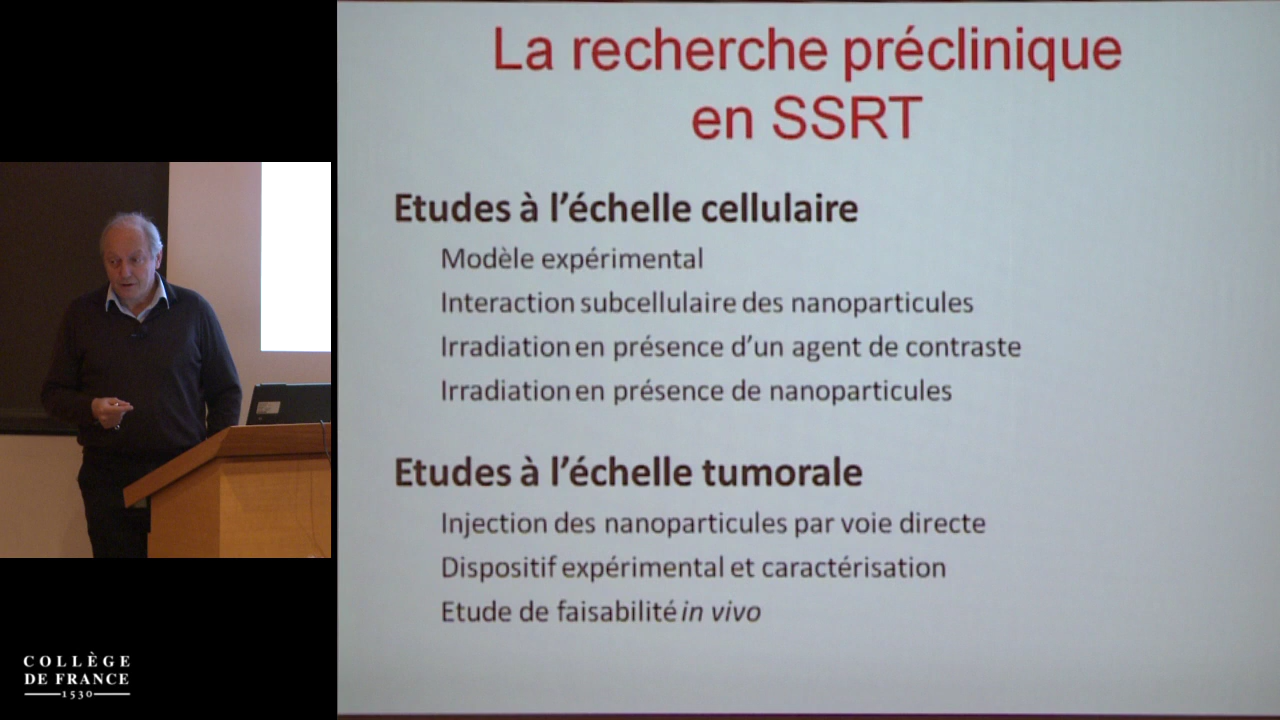 La recherche préclinique
en SSRT
Etudes à l'échelle cellulaire
Modèle expérimental
Interaction subcellulaire des nanoparticules
Irradiation en présence d'un agent de contraste
Irradiation en présence de nanoparticules
Etudes à l'échelle tumorale
Injection des nanoparticules par voie directe
Dispositif expérimental et caractérisation
Etude de faisabilité in vivo
COLLÈGE
DE FRANCE
1530